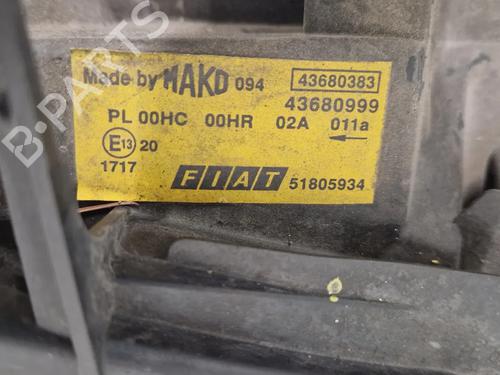 Made by MAKO 094 43680383
43680999
PL 00HC 00HR 02A 011a
E13 20
1717
FIAT 51805934
B-PARTS